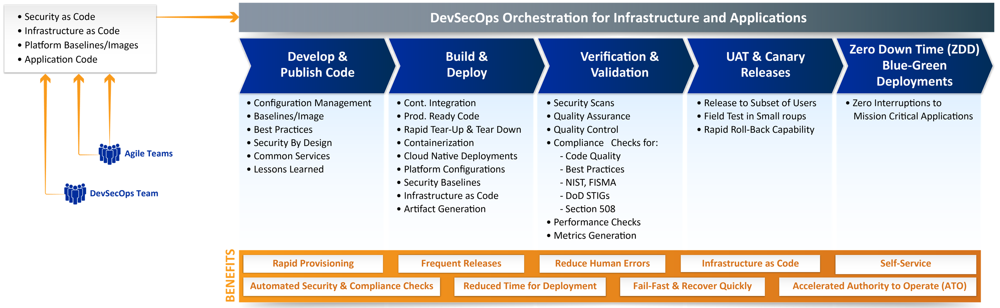 • Security as Code
• Infrastructure as Code
• Platform Baselines/Images
• Application Code
Agile Teams
DevSecOps Team
DevSecOps Orchestration for Infrastructure and Applications
Develop &
Publish Code
• Configuration Management
• Baselines/Image
• Best Practices
• Security By Design
• Common Services
• Lessons Learned
Build &
Deploy
• Cont. Integration
• Prod. Ready Code
• Rapid Tear-Up & Tear Down
• Containerization
• Cloud Native Deployments
• Platform Configurations
• Security Baselines
• Infrastructure as Code
• Artifact Generation
Verification &
Validation
• Security Scans
• Quality Assurance
• Quality Control
• Compliance Checks for:
- Code Quality
- Best Practices
- NIST, FISMA
- DoD STIGs
- Section 508
• Performance Checks
• Metrics Generation
UAT & Canary
Releases
• Release to Subset of Users
• Field Test in Small roups
• Rapid Roll-Back Capability
Zero Down Time (ZDD)
Blue-Green
Deployments
• Zero Interruptions to
Mission Critical Applications
BENEFITS
Rapid Provisioning
Frequent Releases
Reduce Human Errors
Infrastructure as Code
Self-Service
Automated Security & Compliance Checks
Reduced Time for Deployment
Fail-Fast & Recover Quickly
Accelerated Authority to Operate (ATO)